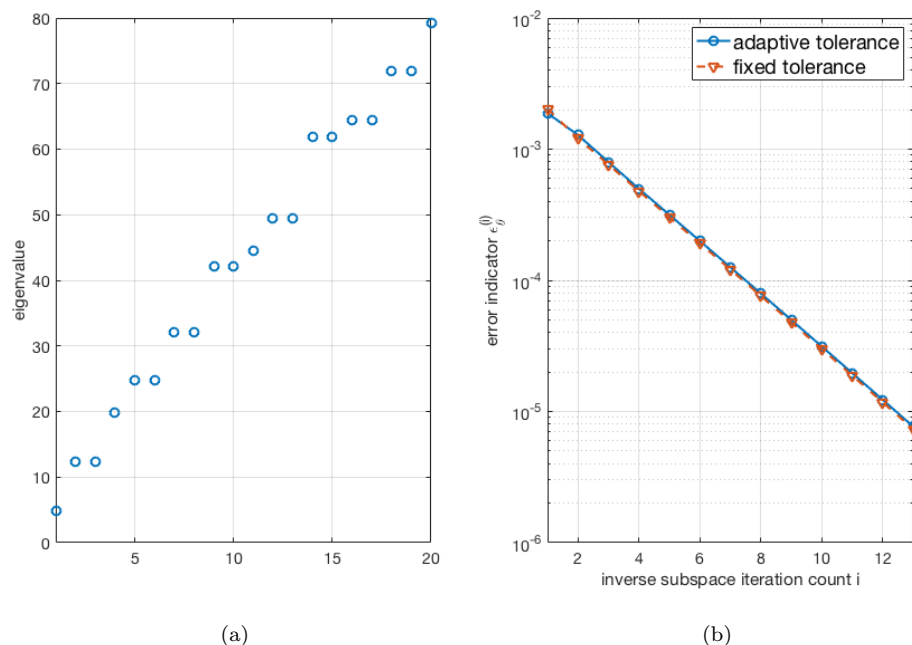 80
70
60
50
40
30
20
10
0
eigenvalue
5 10 15 20
(a)
adaptive tolerance
fixed tolerance
10^-2
10^-3
10^-4
10^-5
10^-6
error indicator ϵ_θ^(i)
2 4 6 8 10 12
inverse subspace iteration count i
(b)